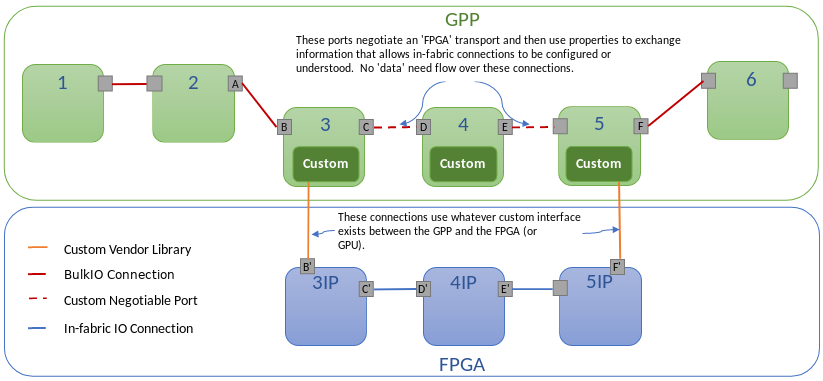 GPP
These ports negotiate an 'FPGA' transport and then use properties to exchange
information that allows in-fabric connections to be configured or
understood. No 'data' need flow over these connections.
1
2
A
6
B
3
C
D
4
E
5
F
Custom
Custom
Custom
These connections use whatever custom interface
exists between the GPP and the FPGA (or
GPU).
Custom Vendor Library
BulkIO Connection
Custom Negotiable Port
In-fabric IO Connection
B'
F'
3IP
C'
D'
4IP
E'
5IP
FPGA